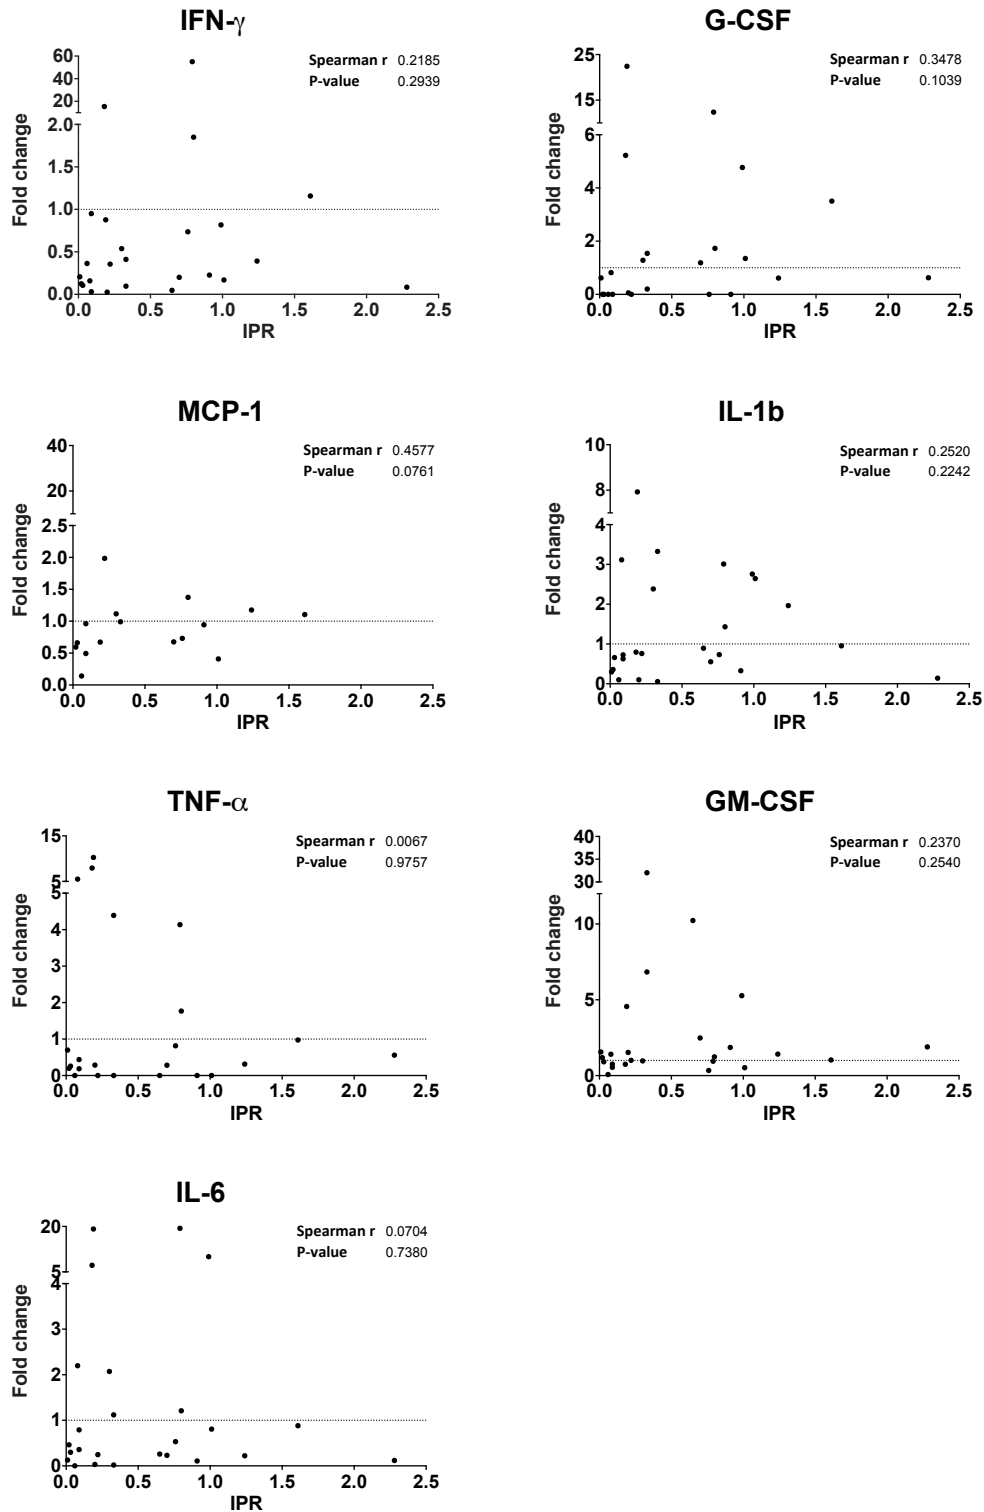 IFN-γ
Spearman r 0.2185
P-value 0.2939
60
40
20
2.0
1.5
1.0
0.5
0.0
Fold change
0.0 0.5 1.0 1.5 2.0 2.5
IPR
G-CSF
Spearman r 0.3478
P-value 0.1039
25
15
6
4
2
0
Fold change
0.0 0.5 1.0 1.5 2.0 2.5
IPR
MCP-1
Spearman r 0.4577
P-value 0.0761
40
20
2.5
2.0
1.5
1.0
0.5
0.0
Fold change
0.0 0.5 1.0 1.5 2.0 2.5
IPR
IL-1b
Spearman r 0.2520
P-value 0.2242
10
8
4
3
2
1
0
Fold change
0.0 0.5 1.0 1.5 2.0 2.5
IPR
TNF-α
Spearman r 0.0067
P-value 0.9757
15
5
5
4
3
2
1
0
Fold change
0.0 0.5 1.0 1.5 2.0 2.5
IPR
GM-CSF
Spearman r 0.2370
P-value 0.2540
40
35
30
10
5
0
Fold change
0.0 0.5 1.0 1.5 2.0 2.5
IPR
IL-6
Spearman r 0.0704
P-value 0.7380
20
5
4
3
2
1
0
Fold change
0.0 0.5 1.0 1.5 2.0 2.5
IPR